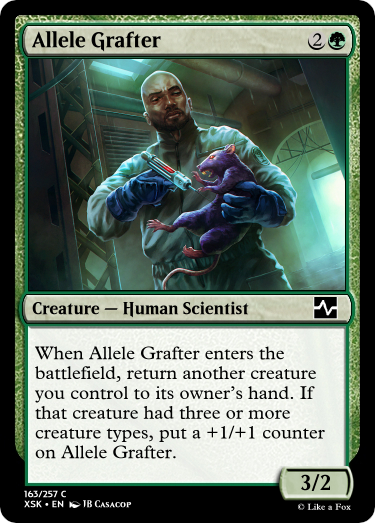 Allele Grafter 2
Creature — Human Scientist
When Allele Grafter enters the
battlefield, return another creature
you control to its owner's hand. If
that creature had three or more
creature types, put a +1/+1 counter
on Allele Grafter.
3/2
163/257 C
XSK • EN JB Casacop
© Like a Fox